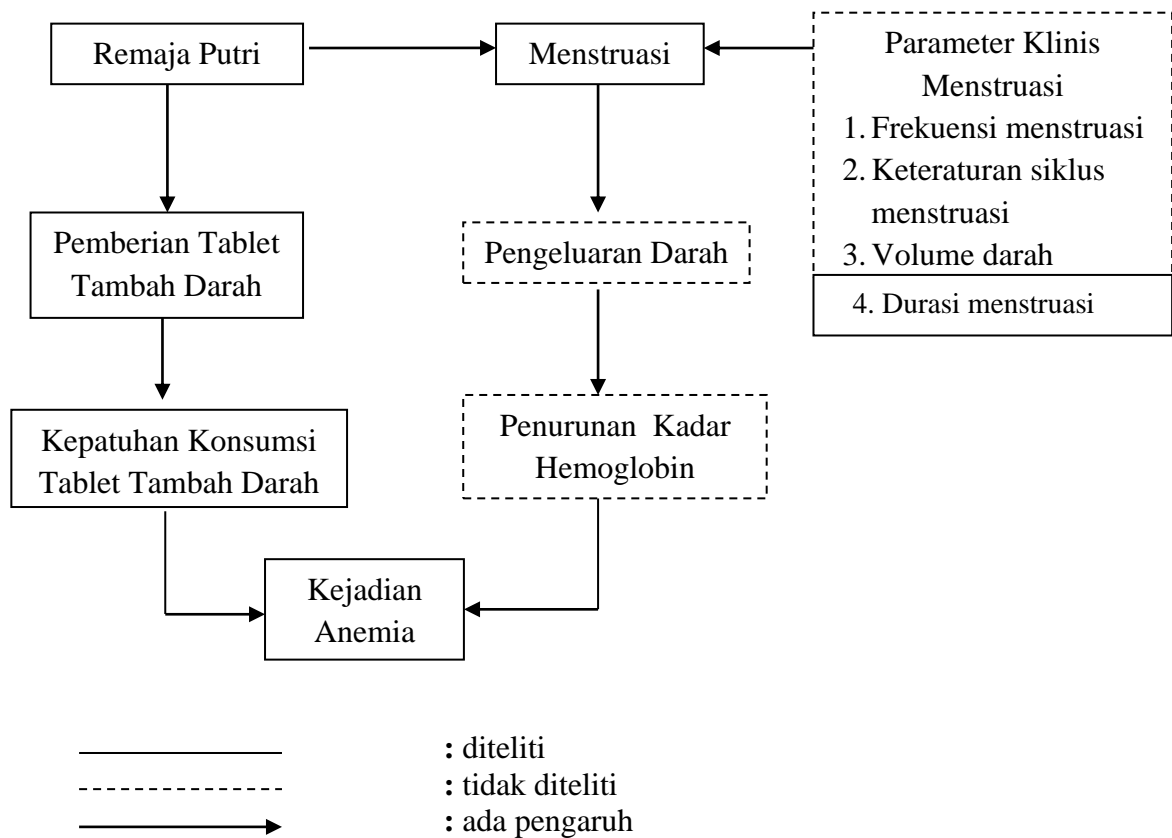 Remaja Putri
Menstruasi
Parameter Klinis
Menstruasi
1. Frekuensi menstruasi
2. Keteraturan siklus
menstruasi
3. Volume darah
4. Durasi menstruasi
Pemberian Tablet
Tambah Darah
Pengeluaran Darah
Kepatuhan Konsumsi
Tablet Tambah Darah
Penurunan Kadar
Hemoglobin
Kejadian
Anemia
: diteliti
: tidak diteliti
: ada pengaruh